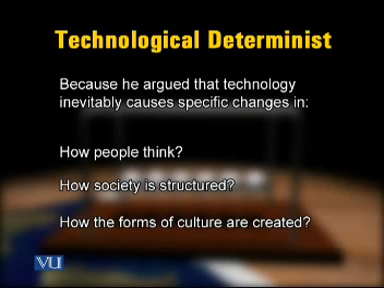 Technological Determinist
Because he argued that technology
inevitably causes specific changes in:
How people think?
How society is structured?
How the forms of culture are created?
VU